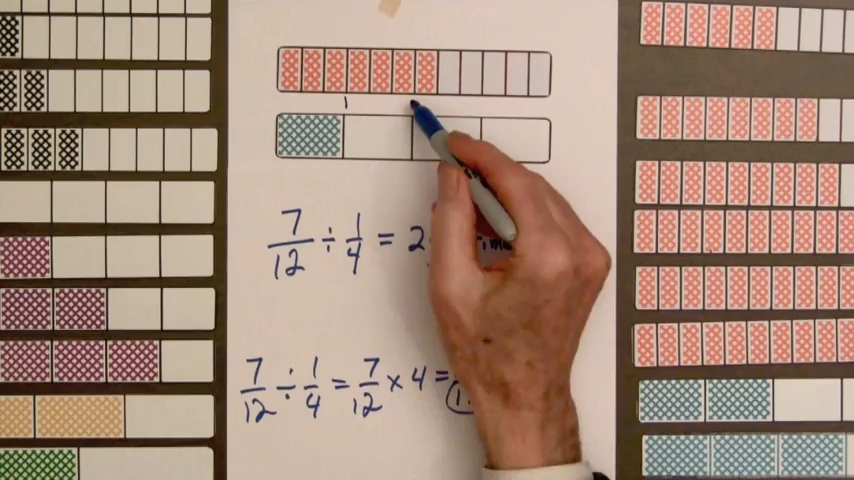 1
7/12 ÷ 1/4 = 2
7/12 ÷ 1/4 = 7/12 × 4 =